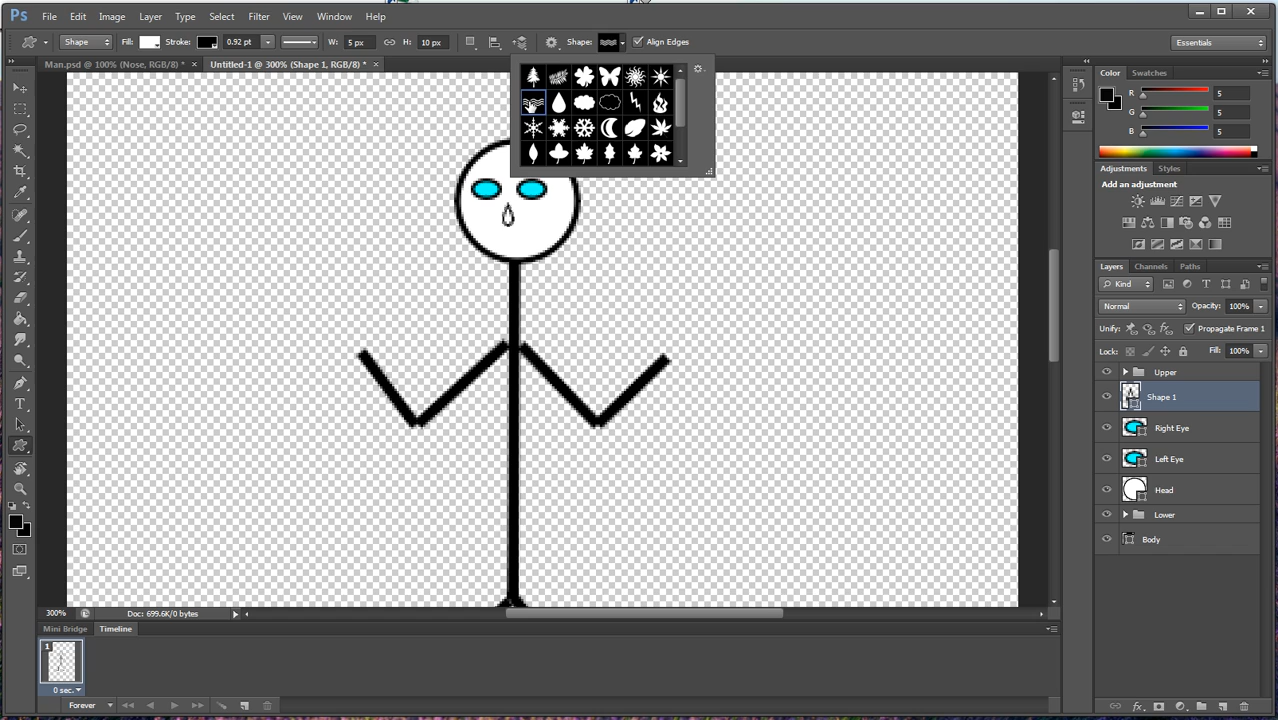 Ps File Edit Image Layer Type Select Filter View Window Help
Shape Fill: Stroke: 0.92 pt W: 5 px H: 10 px Shape: Align Edges Essentials
Man.psd @ 100% (Nose, RGB/8) * × Untitled-1 @ 300% (Shape 1, RGB/8) * ×
Color Swatches
R 5
G 5
B 5
Adjustments Styles
Add an adjustment
Layers Channels Paths
Kind
Normal Opacity: 100%
Unify: Propagate Frame 1
Lock: Fill: 100%
Upper
Shape 1
Right Eye
Left Eye
Head
Lower
Body
300% Doc: 699.6K/0 bytes
Mini Bridge Timeline
1
0 sec.
Forever
fx